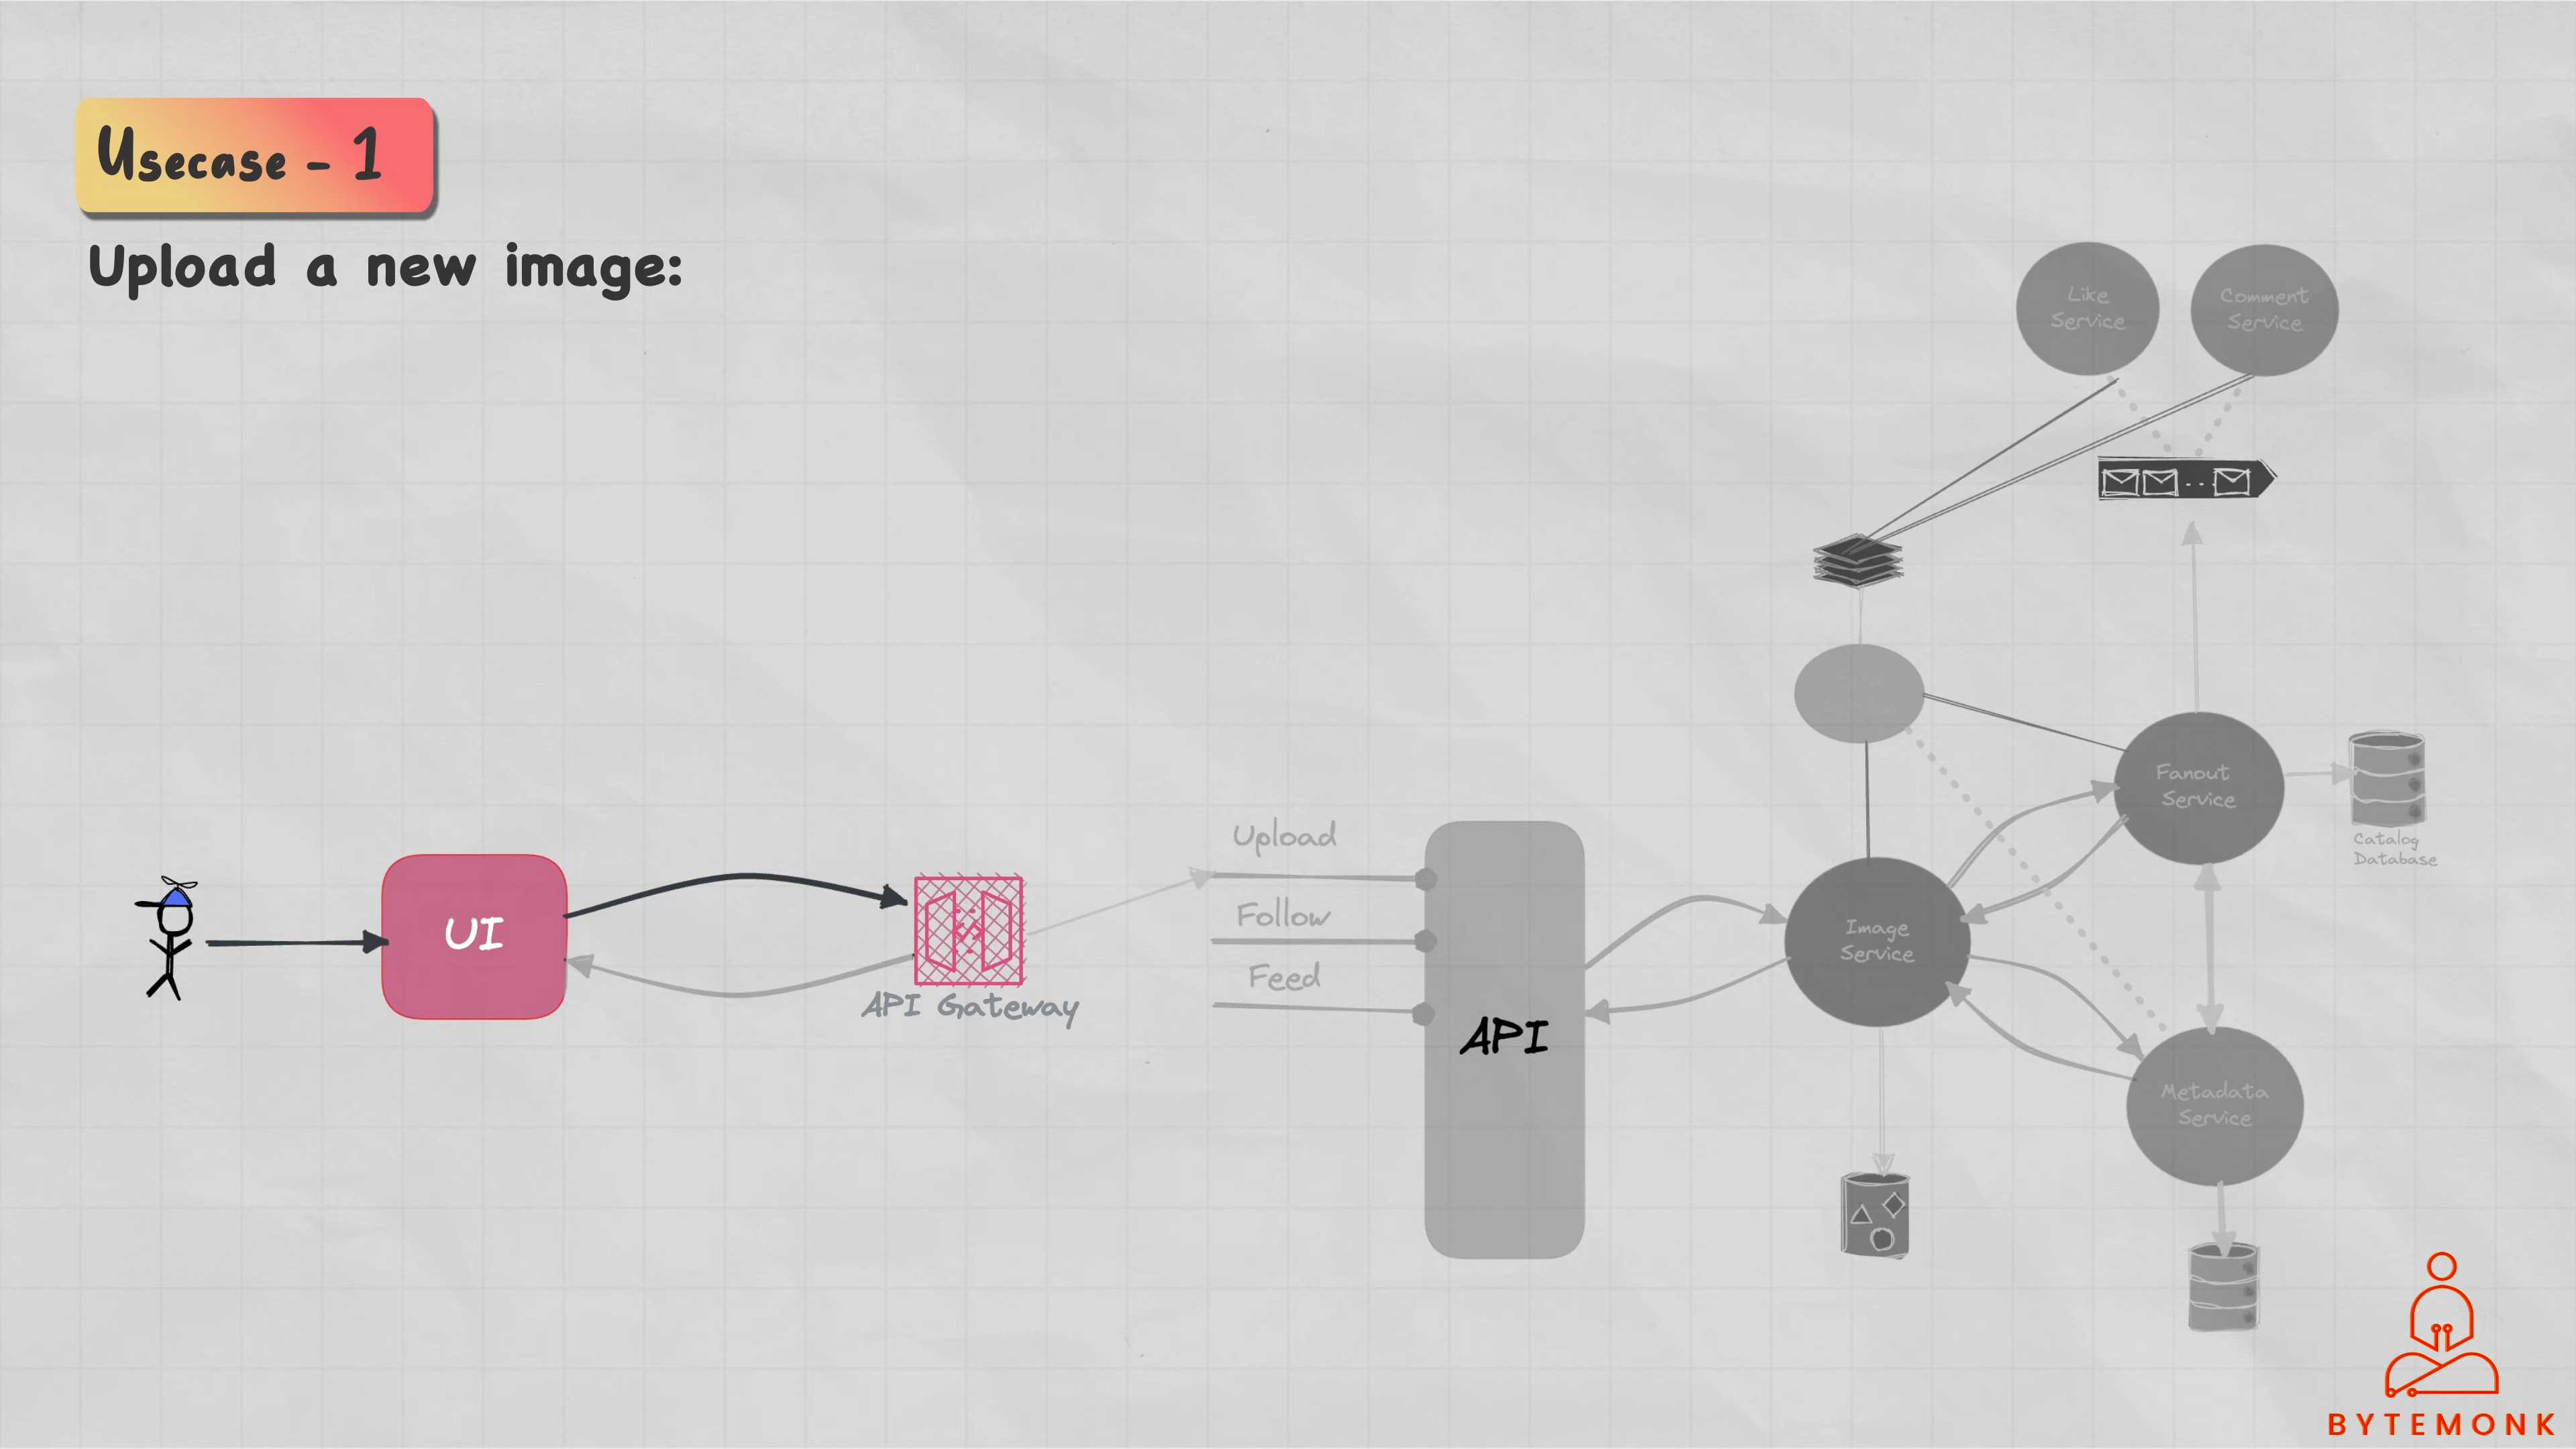 Usecase - 1
Upload a new image:
Like
Service
Comment
Service
Fanout
Service
Catalog
Database
Upload
Follow
Feed
UI
API Gateway
API
Image
Service
Metadata
Service
BYTEMONK